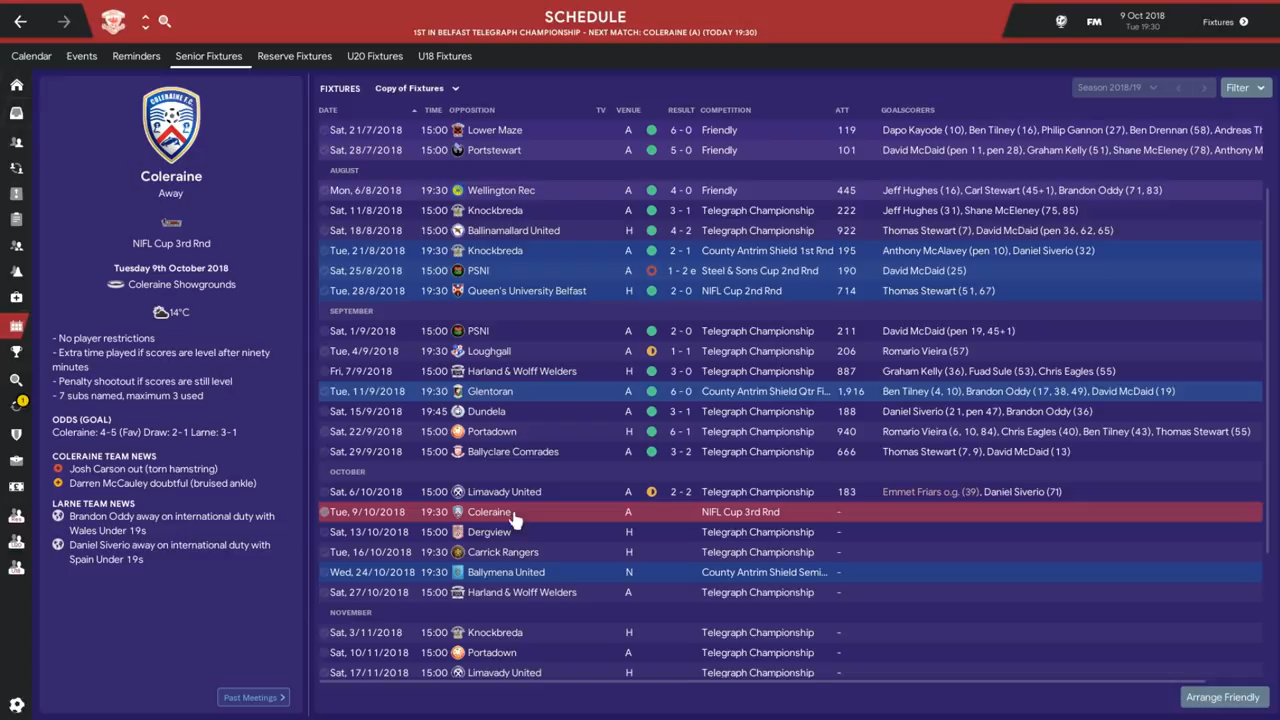 SCHEDULE
1ST IN BELFAST TELEGRAPH CHAMPIONSHIP - NEXT MATCH: COLERAINE (A) (TODAY 19:30)
FM
9 Oct 2018
Tue 19:30
Fixtures
Calendar Events Reminders Senior Fixtures Reserve Fixtures U20 Fixtures U18 Fixtures
COLERAINE F.C.
Coleraine
Away
NIFL Cup 3rd Rnd
Tuesday 9th October 2018
Coleraine Showgrounds
14°C
- No player restrictions
- Extra time played if scores are level after ninety
minutes
- Penalty shootout if scores are still level
- 7 subs named, maximum 3 used
ODDS (GOAL)
Coleraine: 4-5 (Fav) Draw: 2-1 Larne: 3-1
COLERAINE TEAM NEWS
Josh Carson out (torn hamstring)
Darren McCauley doubtful (bruised ankle)
LARNE TEAM NEWS
Brandon Oddy away on international duty with
Wales Under 19s
Daniel Siverio away on international duty with
Spain Under 19s
Past Meetings
FIXTURES Copy of Fixtures Season 2018/19 Filter
DATE TIME OPPOSITION TV VENUE RESULT COMPETITION ATT GOALSCORERS
Sat, 21/7/2018 15:00 Lower Maze A 6 - 0 Friendly 119 Dapo Kayode (10), Ben Tilney (16), Philip Gannon (27), Ben Drennan (58), Andreas Th
Sat, 28/7/2018 15:00 Portstewart A 5 - 0 Friendly 101 David McDaid (pen 11, pen 28), Graham Kelly (51), Shane McEleney (78), Anthony M
AUGUST
Mon, 6/8/2018 19:30 Wellington Rec A 4 - 0 Friendly 445 Jeff Hughes (16), Carl Stewart (45+1), Brandon Oddy (71, 83)
Sat, 11/8/2018 15:00 Knockbreda A 3 - 1 Telegraph Championship 222 Jeff Hughes (31), Shane McEleney (75, 85)
Sat, 18/8/2018 15:00 Ballinamallard United H 4 - 2 Telegraph Championship 922 Thomas Stewart (7), David McDaid (pen 36, 62, 65)
Tue, 21/8/2018 19:30 Knockbreda A 2 - 1 County Antrim Shield 1st Rnd 195 Anthony McAlavey (pen 10), Daniel Siverio (32)
Sat, 25/8/2018 15:00 PSNI A 1 - 2 e Steel & Sons Cup 2nd Rnd 190 David McDaid (25)
Tue, 28/8/2018 19:30 Queen's University Belfast H 2 - 0 NIFL Cup 2nd Rnd 714 Thomas Stewart (51, 67)
SEPTEMBER
Sat, 1/9/2018 15:00 PSNI A 2 - 0 Telegraph Championship 211 David McDaid (pen 19, 45+1)
Tue, 4/9/2018 19:30 Loughgall A 1 - 1 Telegraph Championship 206 Romario Vieira (57)
Fri, 7/9/2018 15:00 Harland & Wolff Welders H 3 - 0 Telegraph Championship 887 Graham Kelly (36), Fuad Sule (53), Chris Eagles (55)
Tue, 11/9/2018 19:30 Glentoran A 6 - 0 County Antrim Shield Qtr Fi... 1,916 Ben Tilney (4, 10), Brandon Oddy (17, 38, 49), David McDaid (19)
Sat, 15/9/2018 19:45 Dundela A 3 - 1 Telegraph Championship 188 Daniel Siverio (21, pen 47), Brandon Oddy (36)
Sat, 22/9/2018 15:00 Portadown H 6 - 1 Telegraph Championship 940 Romario Vieira (6, 10, 84), Chris Eagles (40), Ben Tilney (43), Thomas Stewart (55)
Sat, 29/9/2018 15:00 Ballyclare Comrades A 3 - 2 Telegraph Championship 666 Thomas Stewart (7, 9), David McDaid (13)
OCTOBER
Sat, 6/10/2018 15:00 Limavady United A 2 - 2 Telegraph Championship 183 Emmet Friars o.g. (39), Daniel Siverio (71)
Tue, 9/10/2018 19:30 Coleraine A NIFL Cup 3rd Rnd -
Sat, 13/10/2018 15:00 Dergview H Telegraph Championship -
Tue, 16/10/2018 19:30 Carrick Rangers H Telegraph Championship -
Wed, 24/10/2018 19:30 Ballymena United N County Antrim Shield Semi... -
Sat, 27/10/2018 15:00 Harland & Wolff Welders A Telegraph Championship -
NOVEMBER
Sat, 3/11/2018 15:00 Knockbreda H Telegraph Championship -
Sat, 10/11/2018 15:00 Portadown A Telegraph Championship -
Sat, 17/11/2018 15:00 Limavady United H Telegraph Championship -
Arrange Friendly